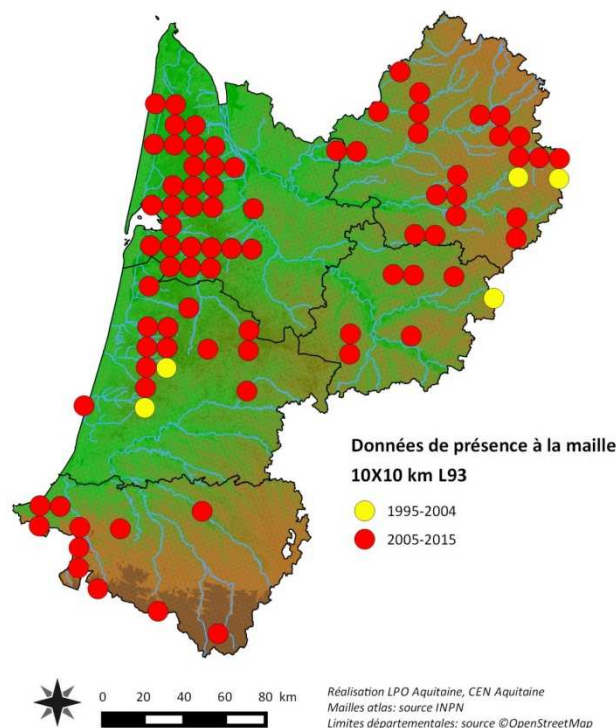 Données de présence à la maille
10X10 km L93
1995-2004
2005-2015
0 20 40 60 80 km
Réalisation LPO Aquitaine, CEN Aquitaine
Mailles atlas: source INPN
Limites départementales: source ©OpenStreetMap